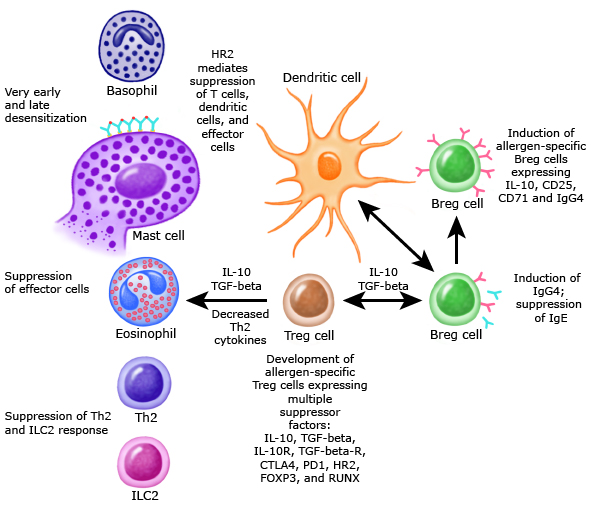 Basophil
Very early
and late
desensitization
Mast cell
HR2
mediates
suppression
of T cells,
dendritic
cells, and
effector
cells
Dendritic cell
Induction of
allergen-specific
Breg cells
expressing
IL-10, CD25,
CD71 and IgG4
Breg cell
Suppression
of effector cells
Eosinophil
IL-10
TGF-beta
Decreased
Th2
cytokines
Treg cell
IL-10
TGF-beta
Breg cell
Induction of
IgG4;
suppression
of IgE
Development of
allergen-specific
Treg cells expressing
multiple
suppressor
factors:
IL-10, TGF-beta,
IL-10R, TGF-beta-R,
CTLA4, PD1, HR2,
FOXP3, and RUNX
Suppression of Th2
and ILC2 response
Th2
ILC2